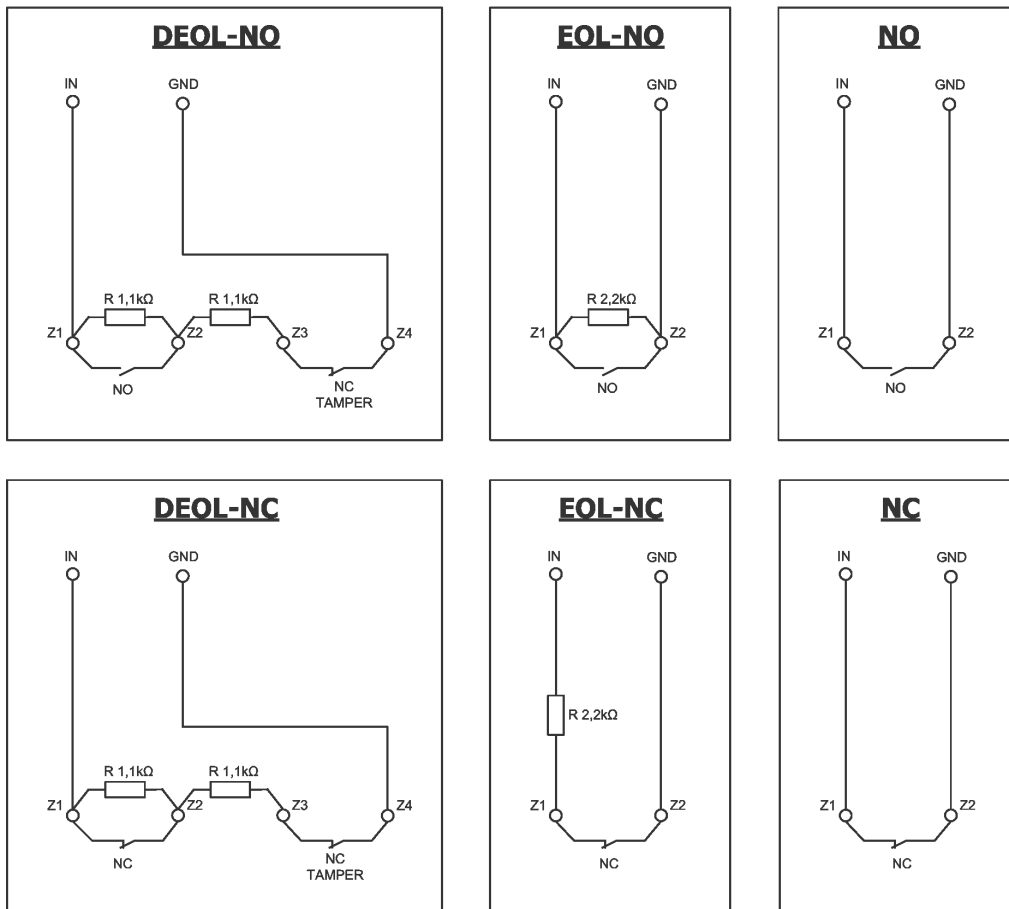 DEOL-NO
IN
GND
R 1,1kΩ
R 1,1kΩ
Z1
Z2
Z3
Z4
NO
NC
TAMPER
EOL-NO
IN
GND
R 2,2kΩ
Z1
Z2
NO
NO
IN
GND
Z1
Z2
NO
DEOL-NC
IN
GND
R 1,1kΩ
R 1,1kΩ
Z1
Z2
Z3
Z4
NC
NC
TAMPER
EOL-NC
IN
GND
R 2,2kΩ
Z1
Z2
NC
NC
IN
GND
Z1
Z2
NC